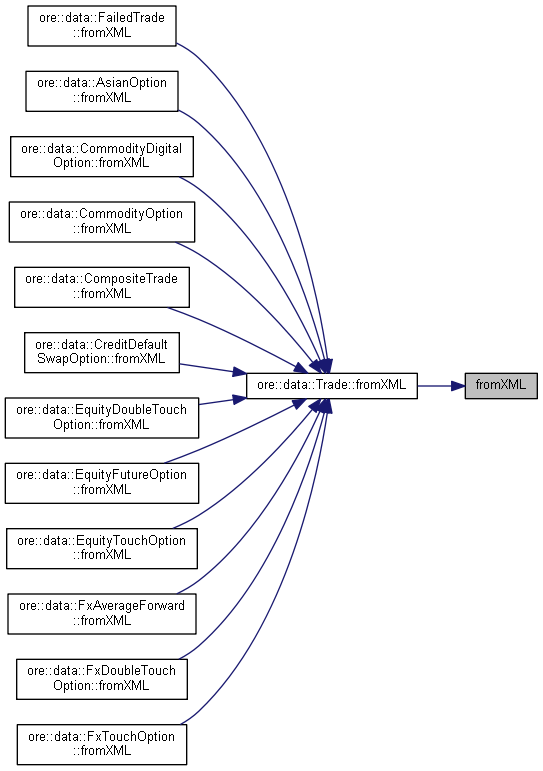 ore::data::FailedTrade
::fromXML
ore::data::AsianOption
::fromXML
ore::data::CommodityDigital
Option::fromXML
ore::data::CommodityOption
::fromXML
ore::data::CompositeTrade
::fromXML
ore::data::CreditDefault
SwapOption::fromXML
ore::data::Trade::fromXML
fromXML
ore::data::EquityDoubleTouch
Option::fromXML
ore::data::EquityFutureOption
::fromXML
ore::data::EquityTouchOption
::fromXML
ore::data::FxAverageForward
::fromXML
ore::data::FxDoubleTouch
Option::fromXML
ore::data::FxTouchOption
::fromXML